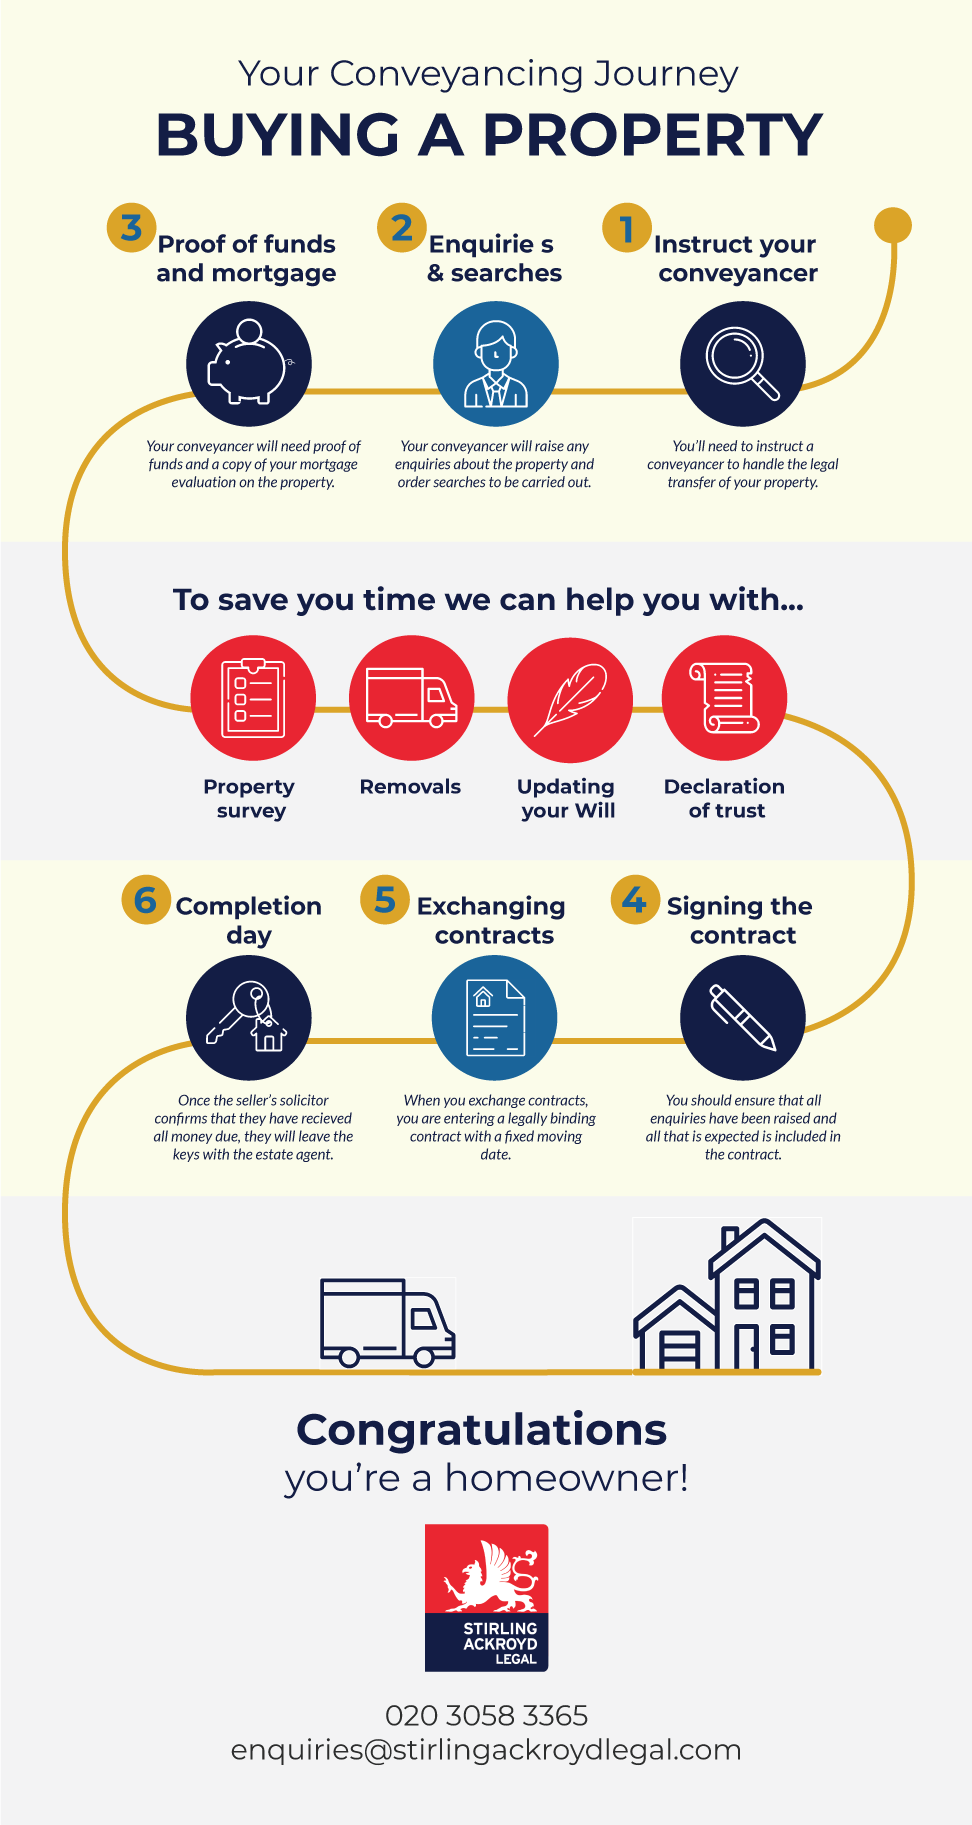 Your Conveyancing Journey
BUYING A PROPERTY
1
Instruct your
conveyancer
You'll need to instruct a
conveyancer to handle the legal
transfer of your property.
2
Enquirie s
& searches
Your conveyancer will raise any
enquiries about the property and
order searches to be carried out.
3
Proof of funds
and mortgage
Your conveyancer will need proof of
funds and a copy of your mortgage
evaluation on the property.
To save you time we can help you with...
Property
survey
Removals
Updating
your Will
Declaration
of trust
4
Signing the
contract
You should ensure that all
enquiries have been raised and
all that is expected is included in
the contract.
5
Exchanging
contracts
When you exchange contracts,
you are entering a legally binding
contract with a fixed moving
date.
6
Completion
day
Once the seller's solicitor
confirms that they have recieved
all money due, they will leave the
keys with the estate agent.
Congratulations
you're a homeowner!
STIRLING
ACKROYD
LEGAL
020 3058 3365
enquiries@stirlingackroydlegal.com